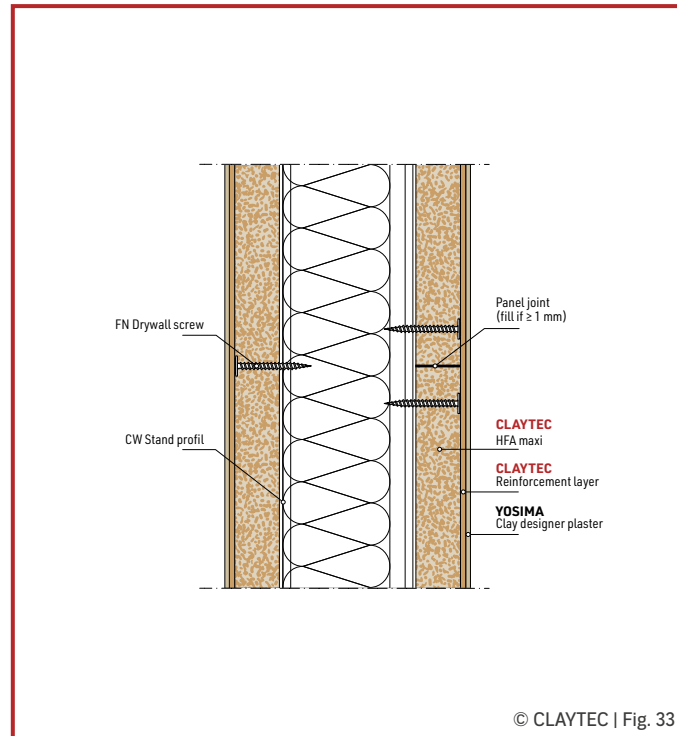 FN Drywall screw
CW Stand profil
Panel joint
(fill if ≥ 1 mm)
CLAYTEC
HFA maxi
CLAYTEC
Reinforcement layer
YOSIMA
Clay designer plaster
© CLAYTEC | Fig. 33